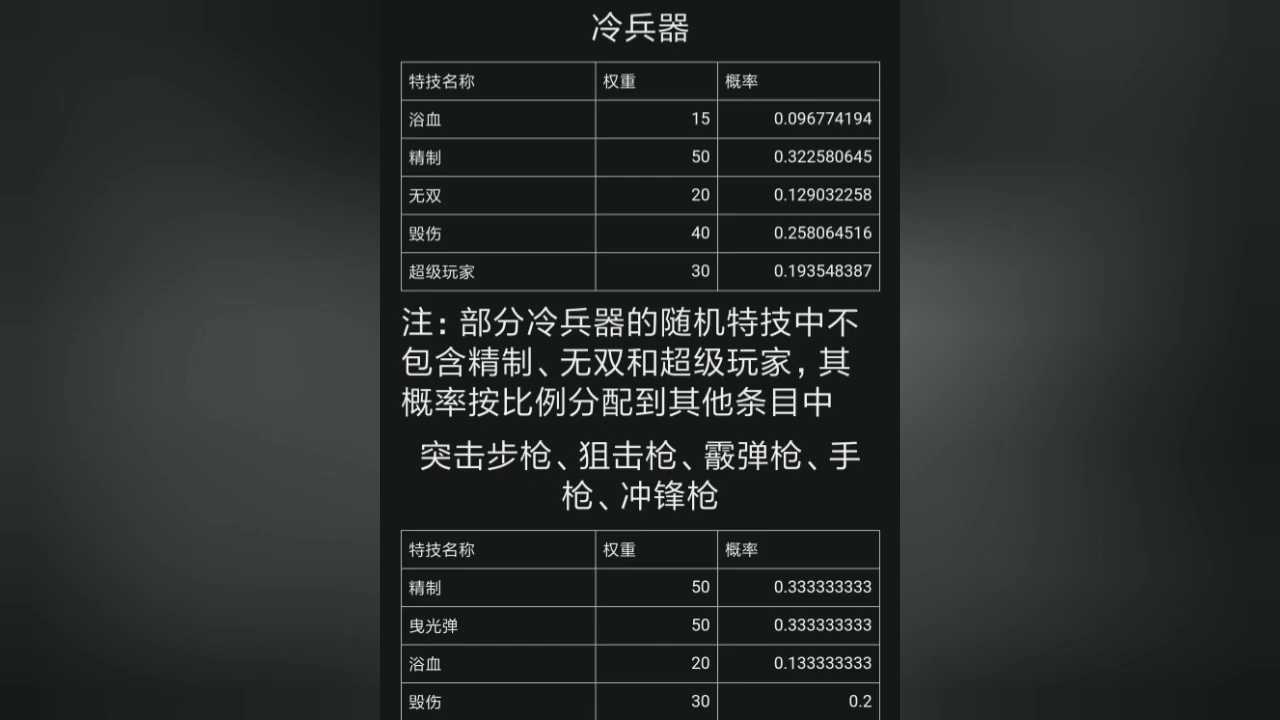 冷兵器
特技名称 权重 概率
浴血 15 0.096774194
精制 50 0.322580645
无双 20 0.129032258
毁伤 40 0.258064516
超级玩家 30 0.193548387
注：部分冷兵器的随机特技中不
包含精制、无双和超级玩家，其
概率按比例分配到其他条目中
突击步枪、狙击枪、霰弹枪、手
枪、冲锋枪
特技名称 权重 概率
精制 50 0.333333333
曳光弹 50 0.333333333
浴血 20 0.133333333
毁伤 30 0.2